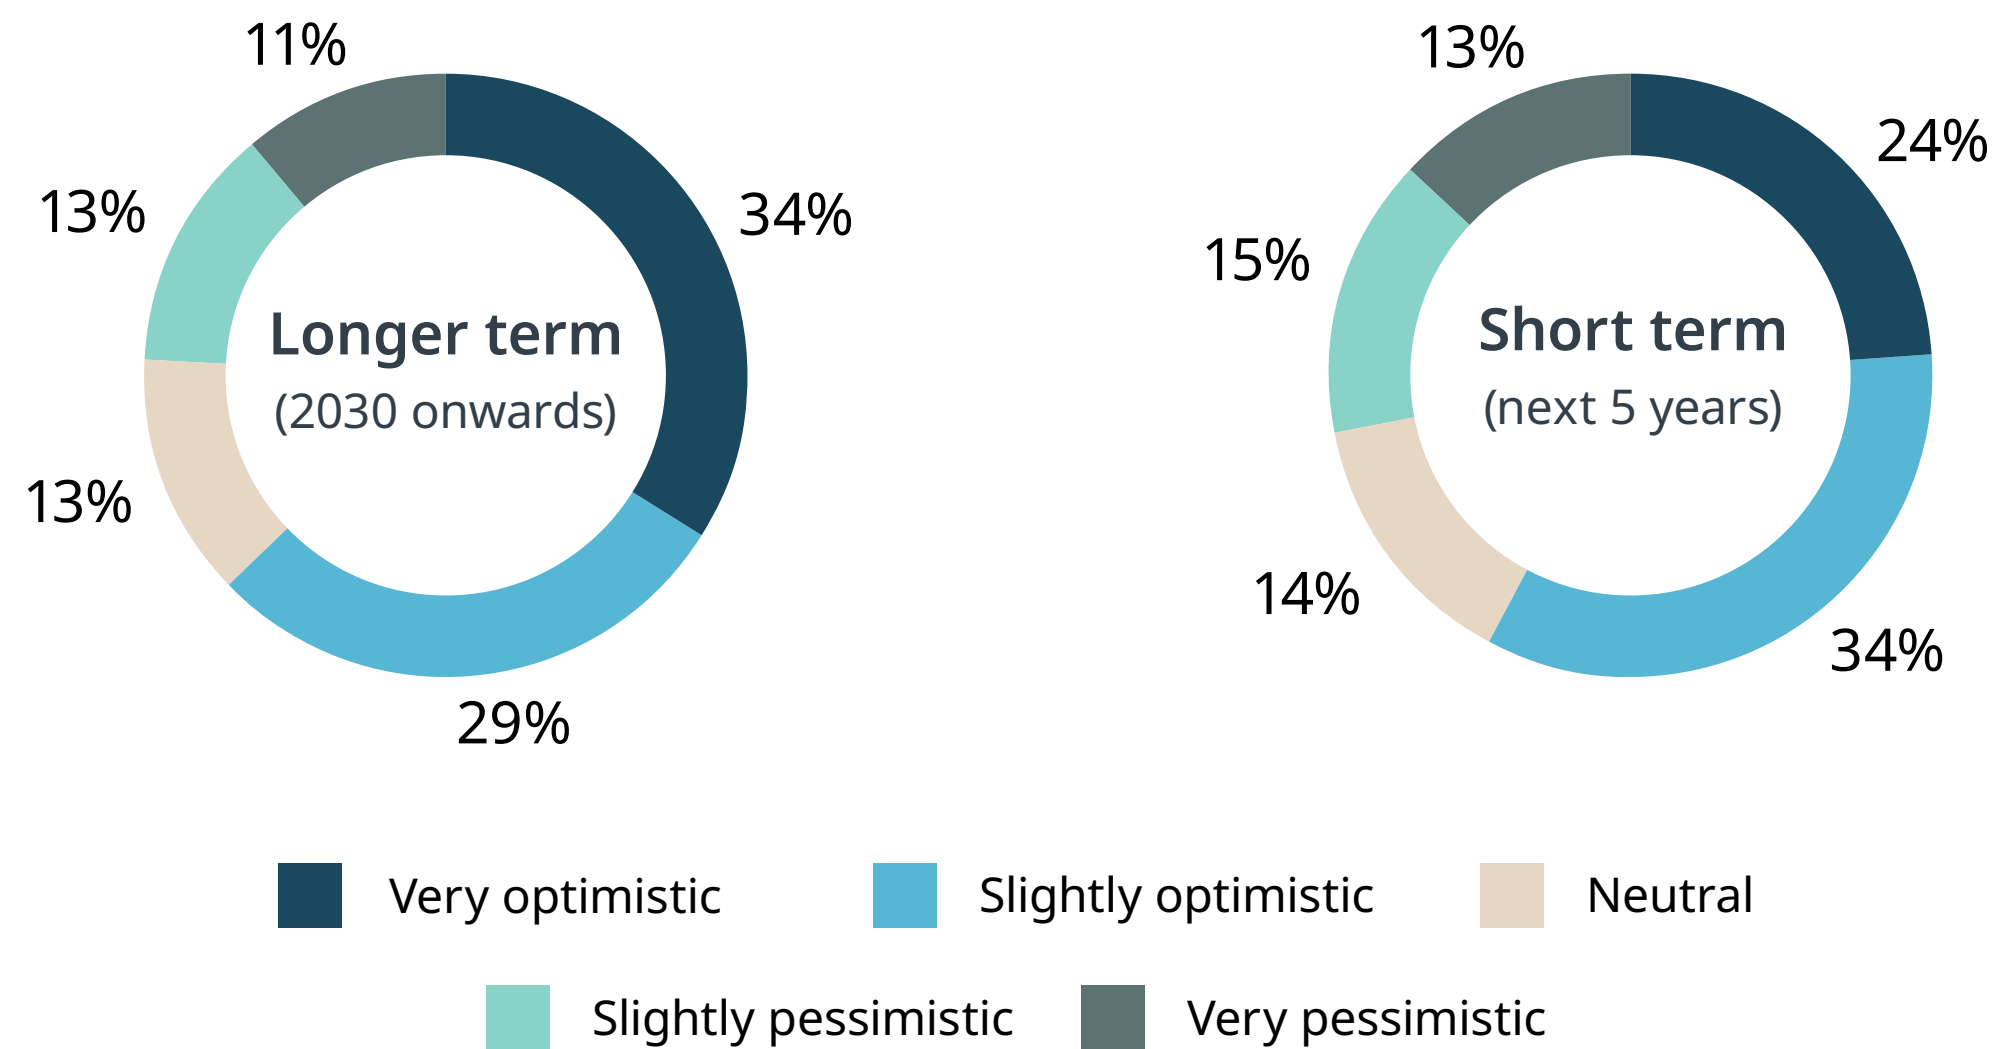 11%
34%
13%
Longer term
(2030 onwards)
13%
29%
13%
24%
15%
Short term
(next 5 years)
14%
34%
Very optimistic
Slightly optimistic
Neutral
Slightly pessimistic
Very pessimistic